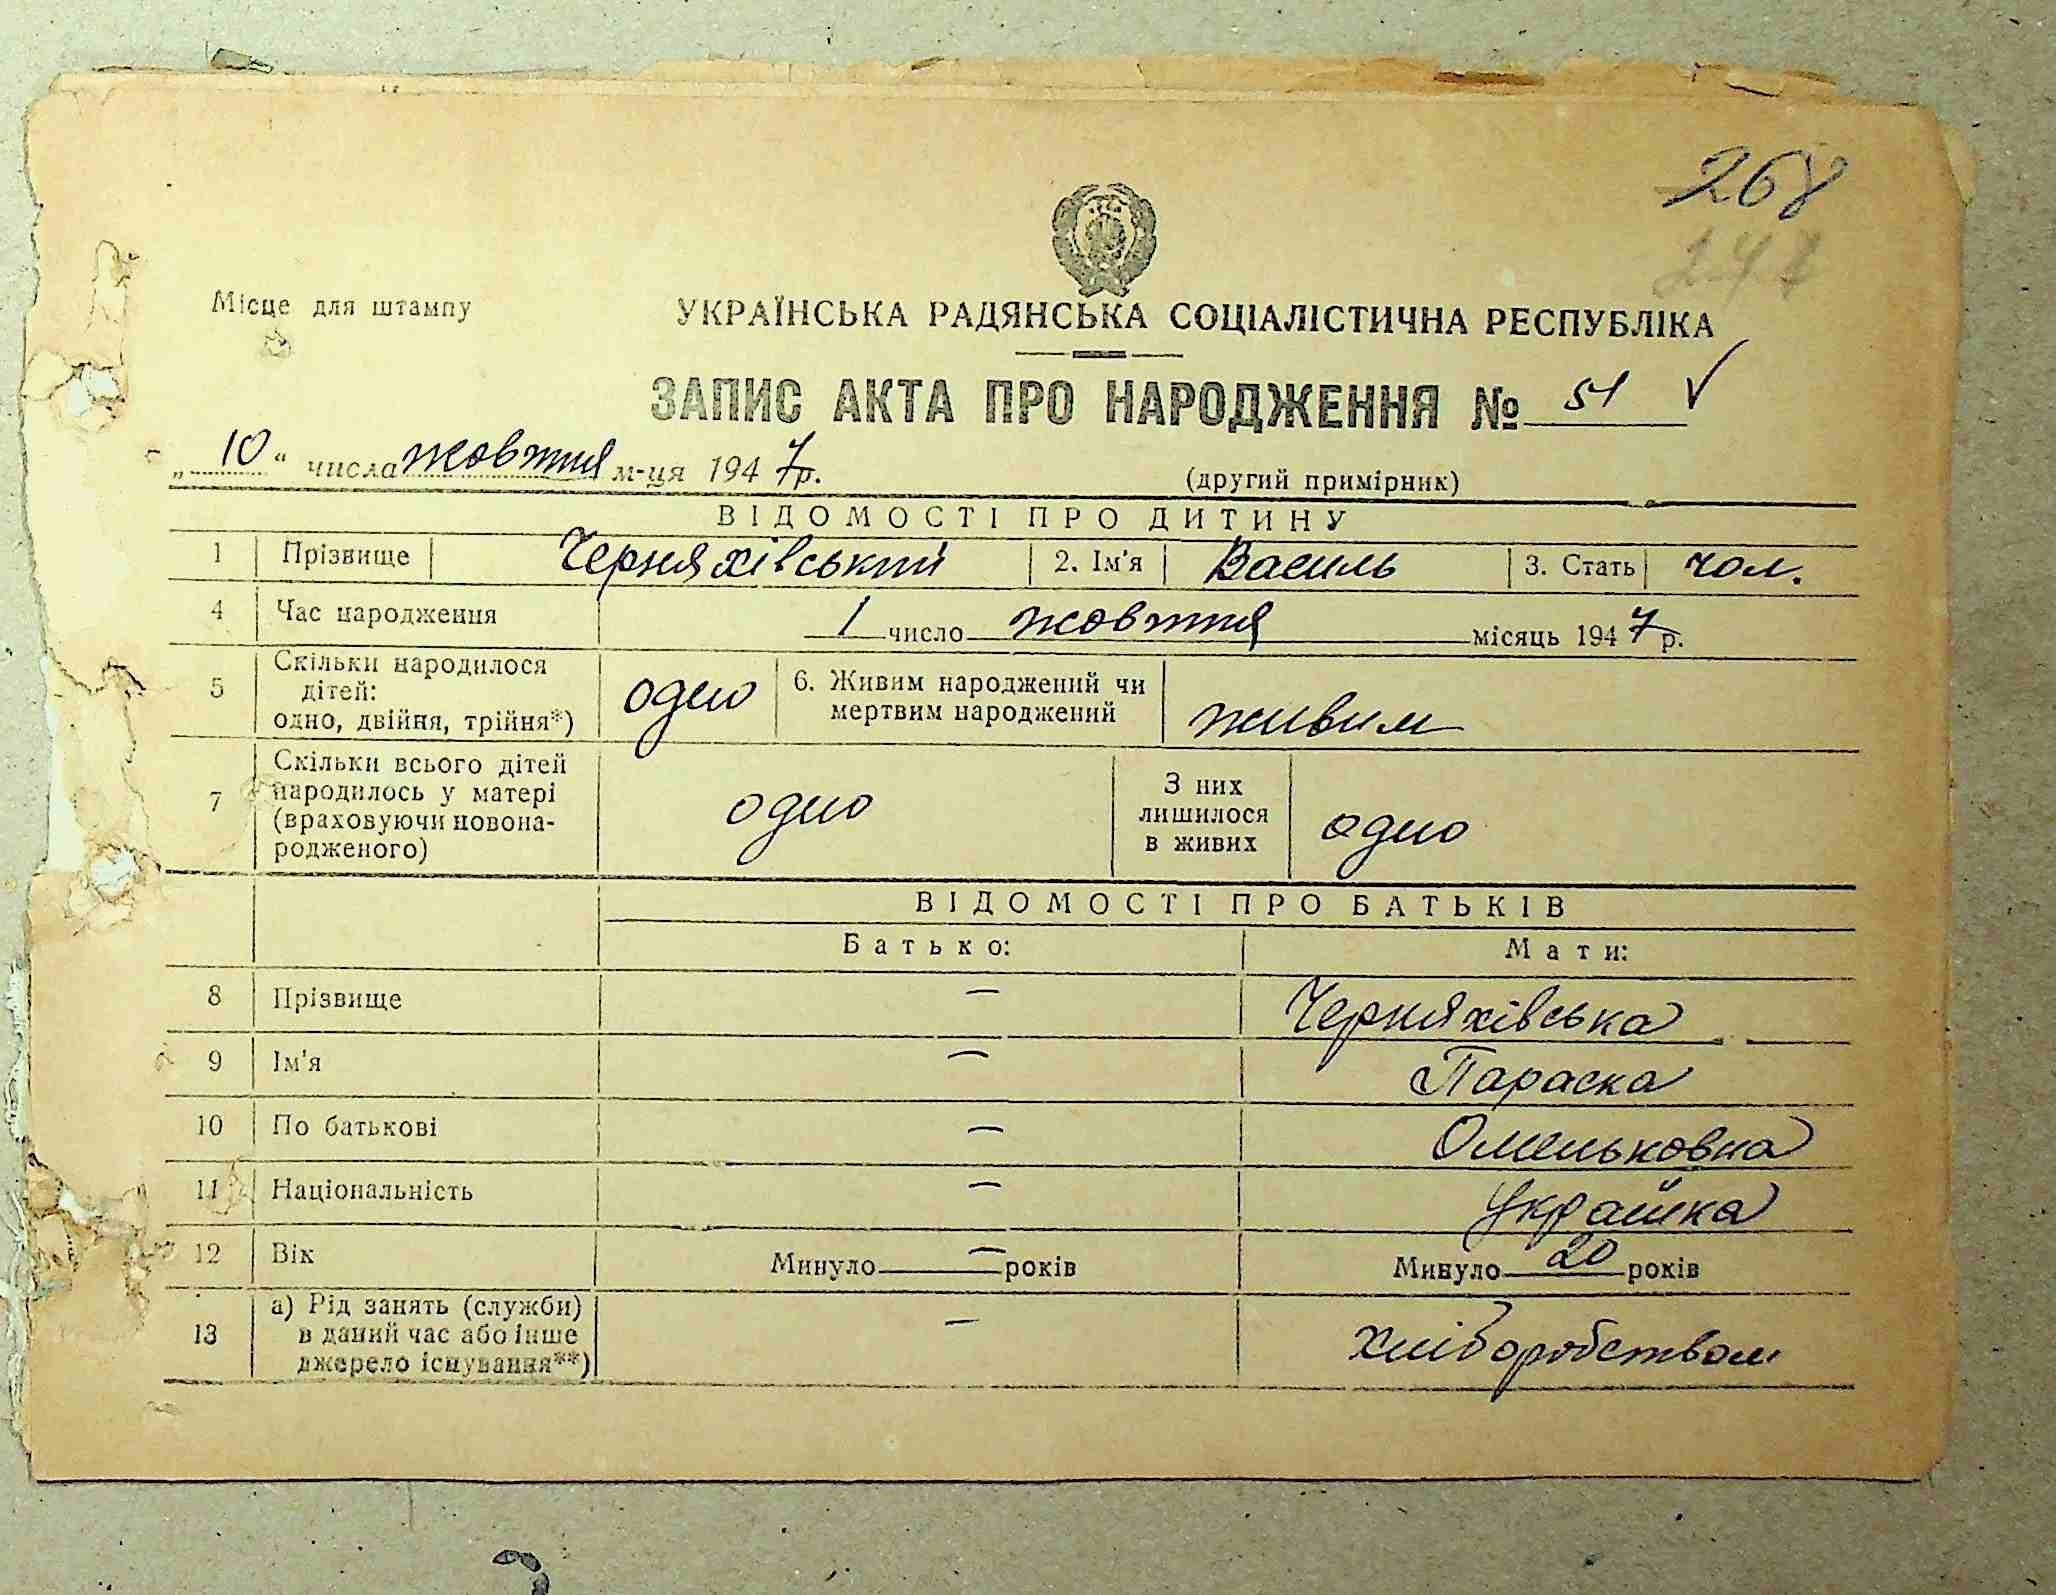 268
Місце для штампу
УКРАЇНСЬКА РАДЯНСЬКА СОЦІАЛІСТИЧНА РЕСПУБЛІКА
ЗАПИС АКТА ПРО НАРОДЖЕННЯ № 51
„10“ числа жовтня м-ця 1947р.
(другий примірник)
ВІДОМОСТІ ПРО ДИТИНУ
1 Прізвище Черняхівський 2. Ім'я Василь 3. Стать чол.
4 Час народження 1 число жовтня місяць 1947р.
5 Скільки народилося дітей: одно, двійня, трійня*) одно 6. Живим народжений чи мертвим народжений живим
7 Скільки всього дітей народилось у матері (враховуючи новонародженого) одно З них лишилося в живих одно
ВІДОМОСТІ ПРО БАТЬКІВ
Батько: Мати:
8 Прізвище — Черняхівська
9 Ім'я — Параска
10 По батькові — Омельковна
11 Національність — Українка
12 Вік Минуло — років Минуло 20 років
13 а) Рід занять (служби) в даний час або інше джерело існування**) — хліборобством